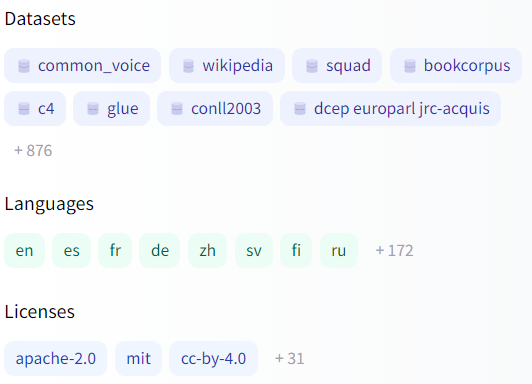 Datasets
common_voice wikipedia squad bookcorpus
c4 glue conll2003 dcep europarl jrc-acquis
+ 876
Languages
en es fr de zh sv fi ru + 172
Licenses
apache-2.0 mit cc-by-4.0 + 31